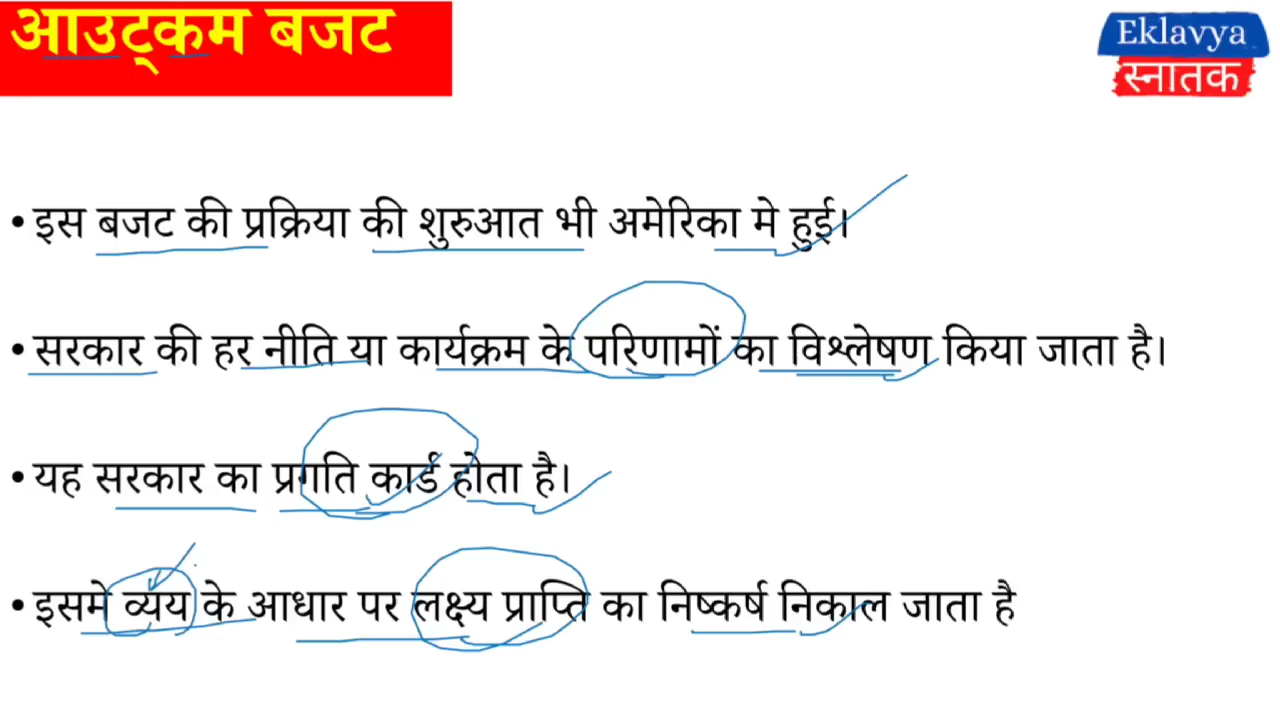 आउट्कम बजट
Eklavya
स्नातक
• इस बजट की प्रक्रिया की शुरुआत भी अमेरिका मे हुई।
• सरकार की हर नीति या कार्यक्रम के परिणामों का विश्लेषण किया जाता है।
• यह सरकार का प्रगति कार्ड होता है।
• इसमे व्यय के आधार पर लक्ष्य प्राप्ति का निष्कर्ष निकाल जाता है